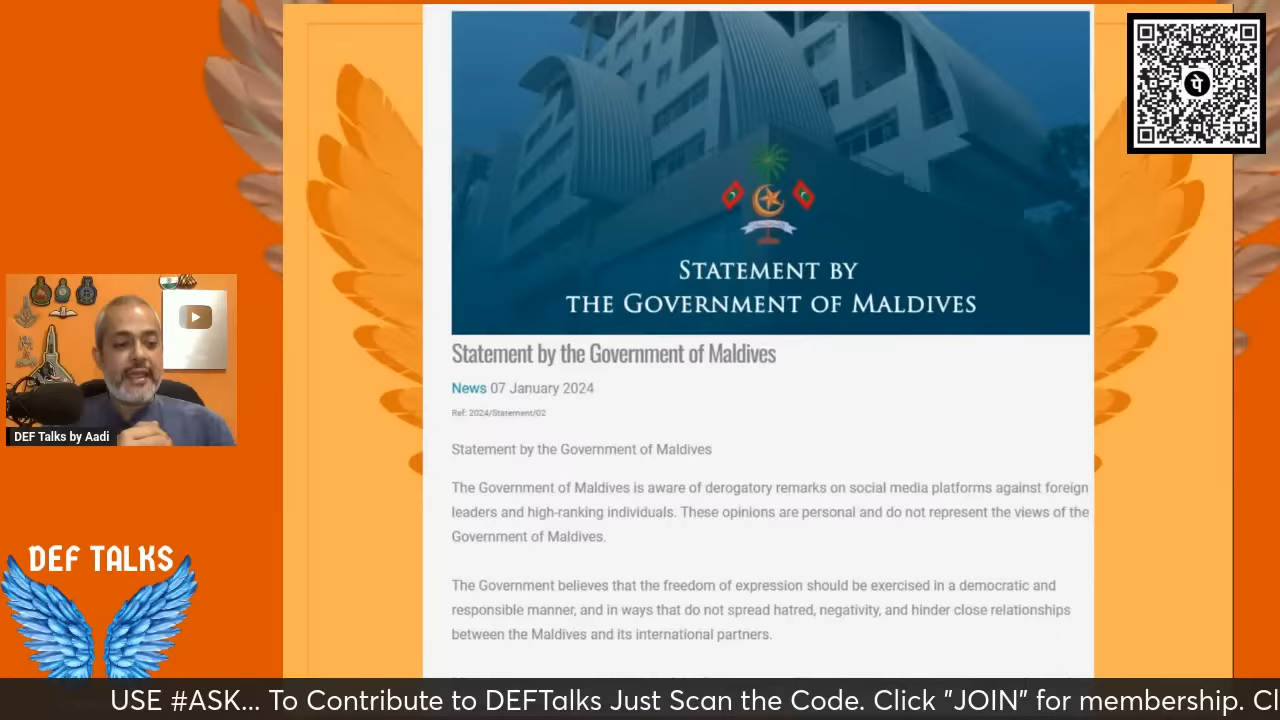 STATEMENT BY
THE GOVERNMENT OF MALDIVES
Statement by the Government of Maldives
News 07 January 2024
Ref: 2024/Statement/02
Statement by the Government of Maldives
The Government of Maldives is aware of derogatory remarks on social media platforms against foreign
leaders and high-ranking individuals. These opinions are personal and do not represent the views of the
Government of Maldives.
The Government believes that the freedom of expression should be exercised in a democratic and
responsible manner, and in ways that do not spread hatred, negativity, and hinder close relationships
between the Maldives and its international partners.
पे
DEF Talks by Aadi
DEF TALKS
USE #ASK... To Contribute to DEFTalks Just Scan the Code. Click "JOIN" for membership. Cl